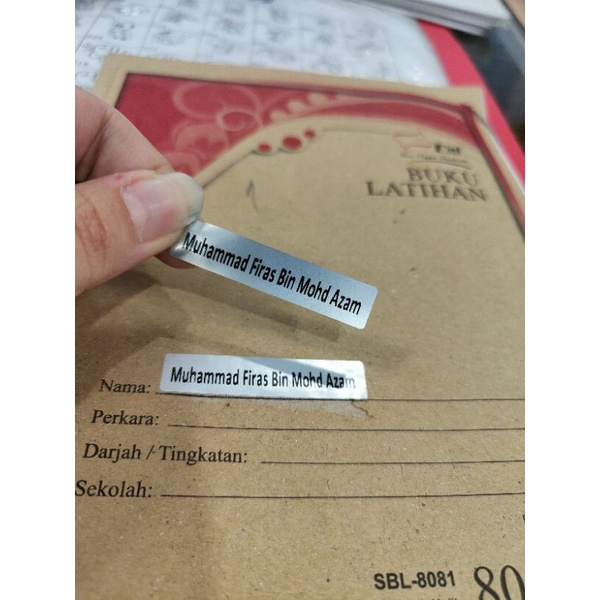 BUKU
LATIHAN
Muhammad Firas Bin Mohd Azam
Muhammad Firas Bin Mohd Azam
Nama:
Perkara:
Darjah / Tingkatan:
Sekolah:
SBL-8081
80